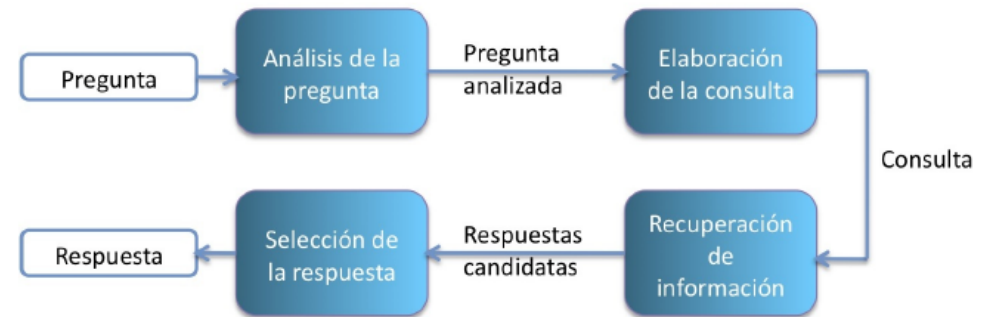 Pregunta
Análisis de la
pregunta
Pregunta
analizada
Elaboración
de la consulta
Consulta
Recuperación
de
información
Respuestas
candidatas
Selección de
la respuesta
Respuesta